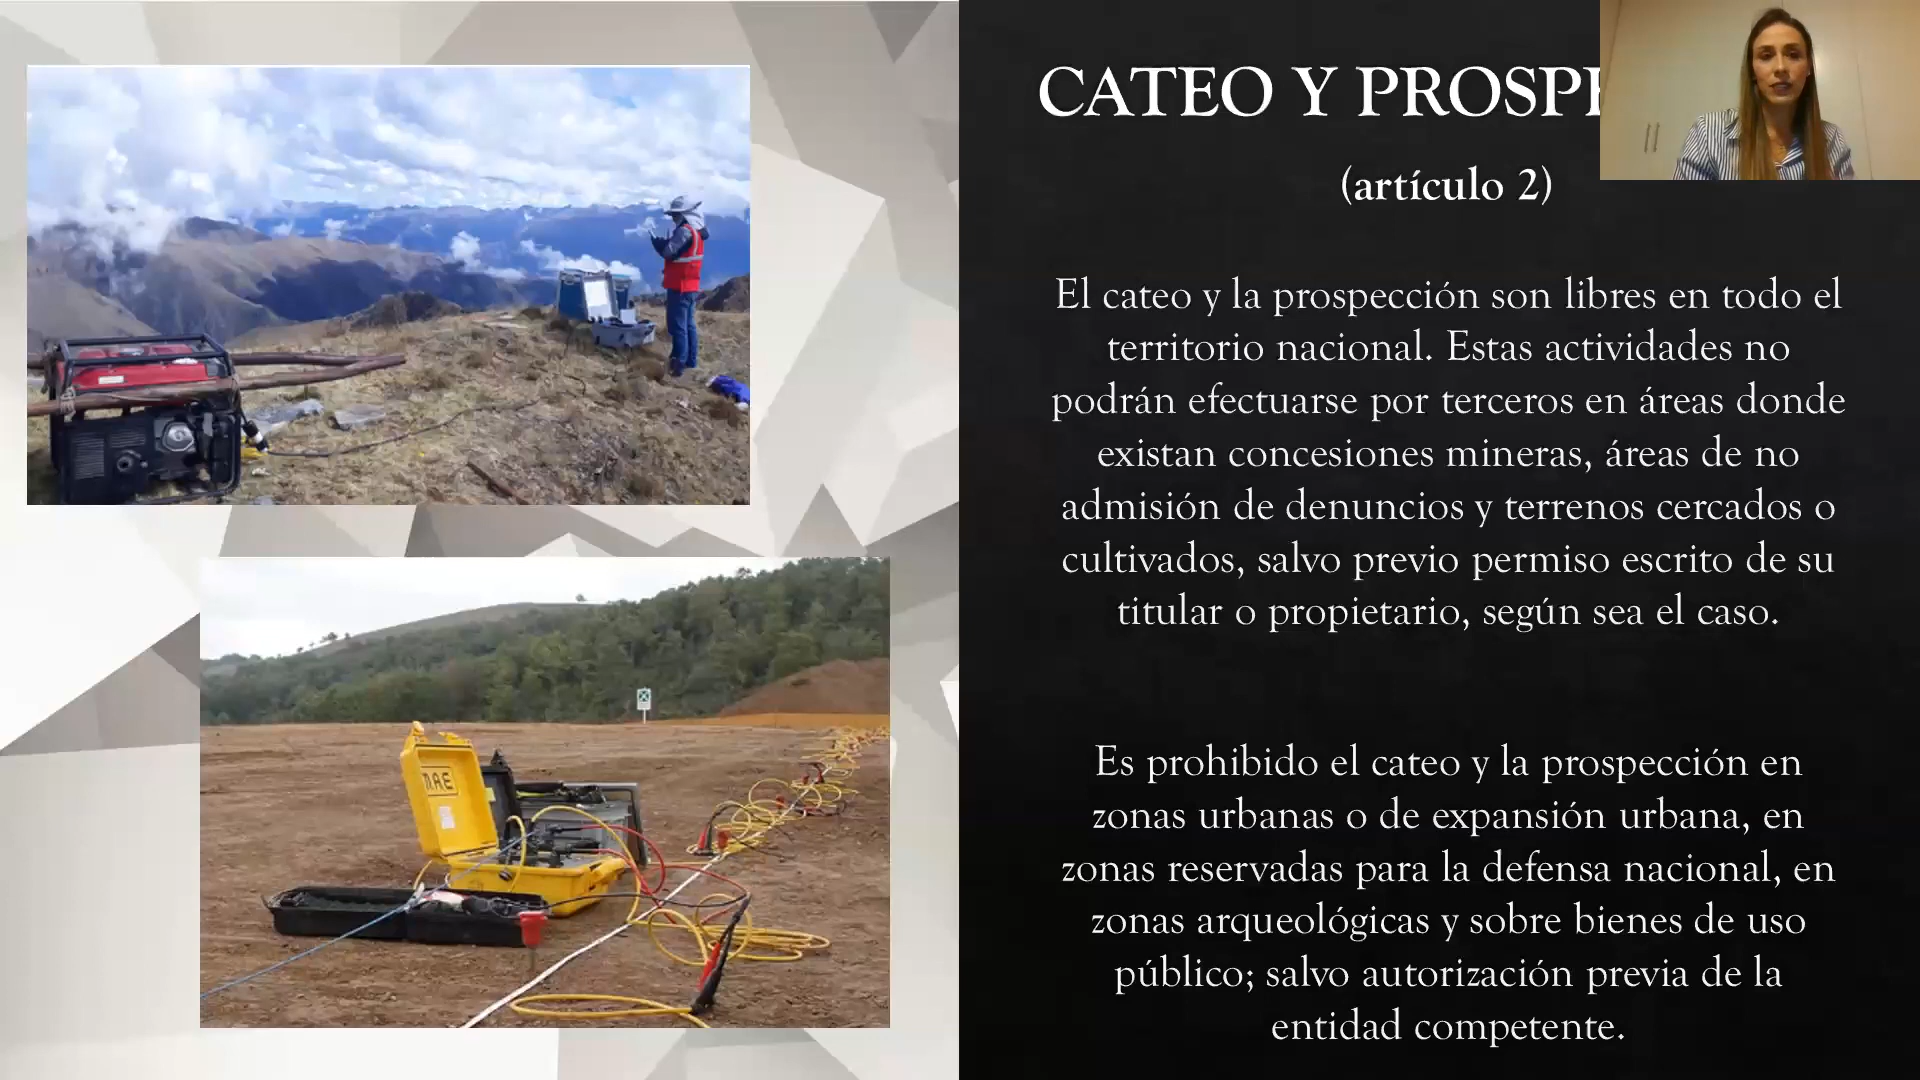 CATEO Y PROSPE
(artículo 2)
El cateo y la prospección son libres en todo el
territorio nacional. Estas actividades no
podrán efectuarse por terceros en áreas donde
existan concesiones mineras, áreas de no
admisión de denuncios y terrenos cercados o
cultivados, salvo previo permiso escrito de su
titular o propietario, según sea el caso.
Es prohibido el cateo y la prospección en
zonas urbanas o de expansión urbana, en
zonas reservadas para la defensa nacional, en
zonas arqueológicas y sobre bienes de uso
público; salvo autorización previa de la
entidad competente.
MAE